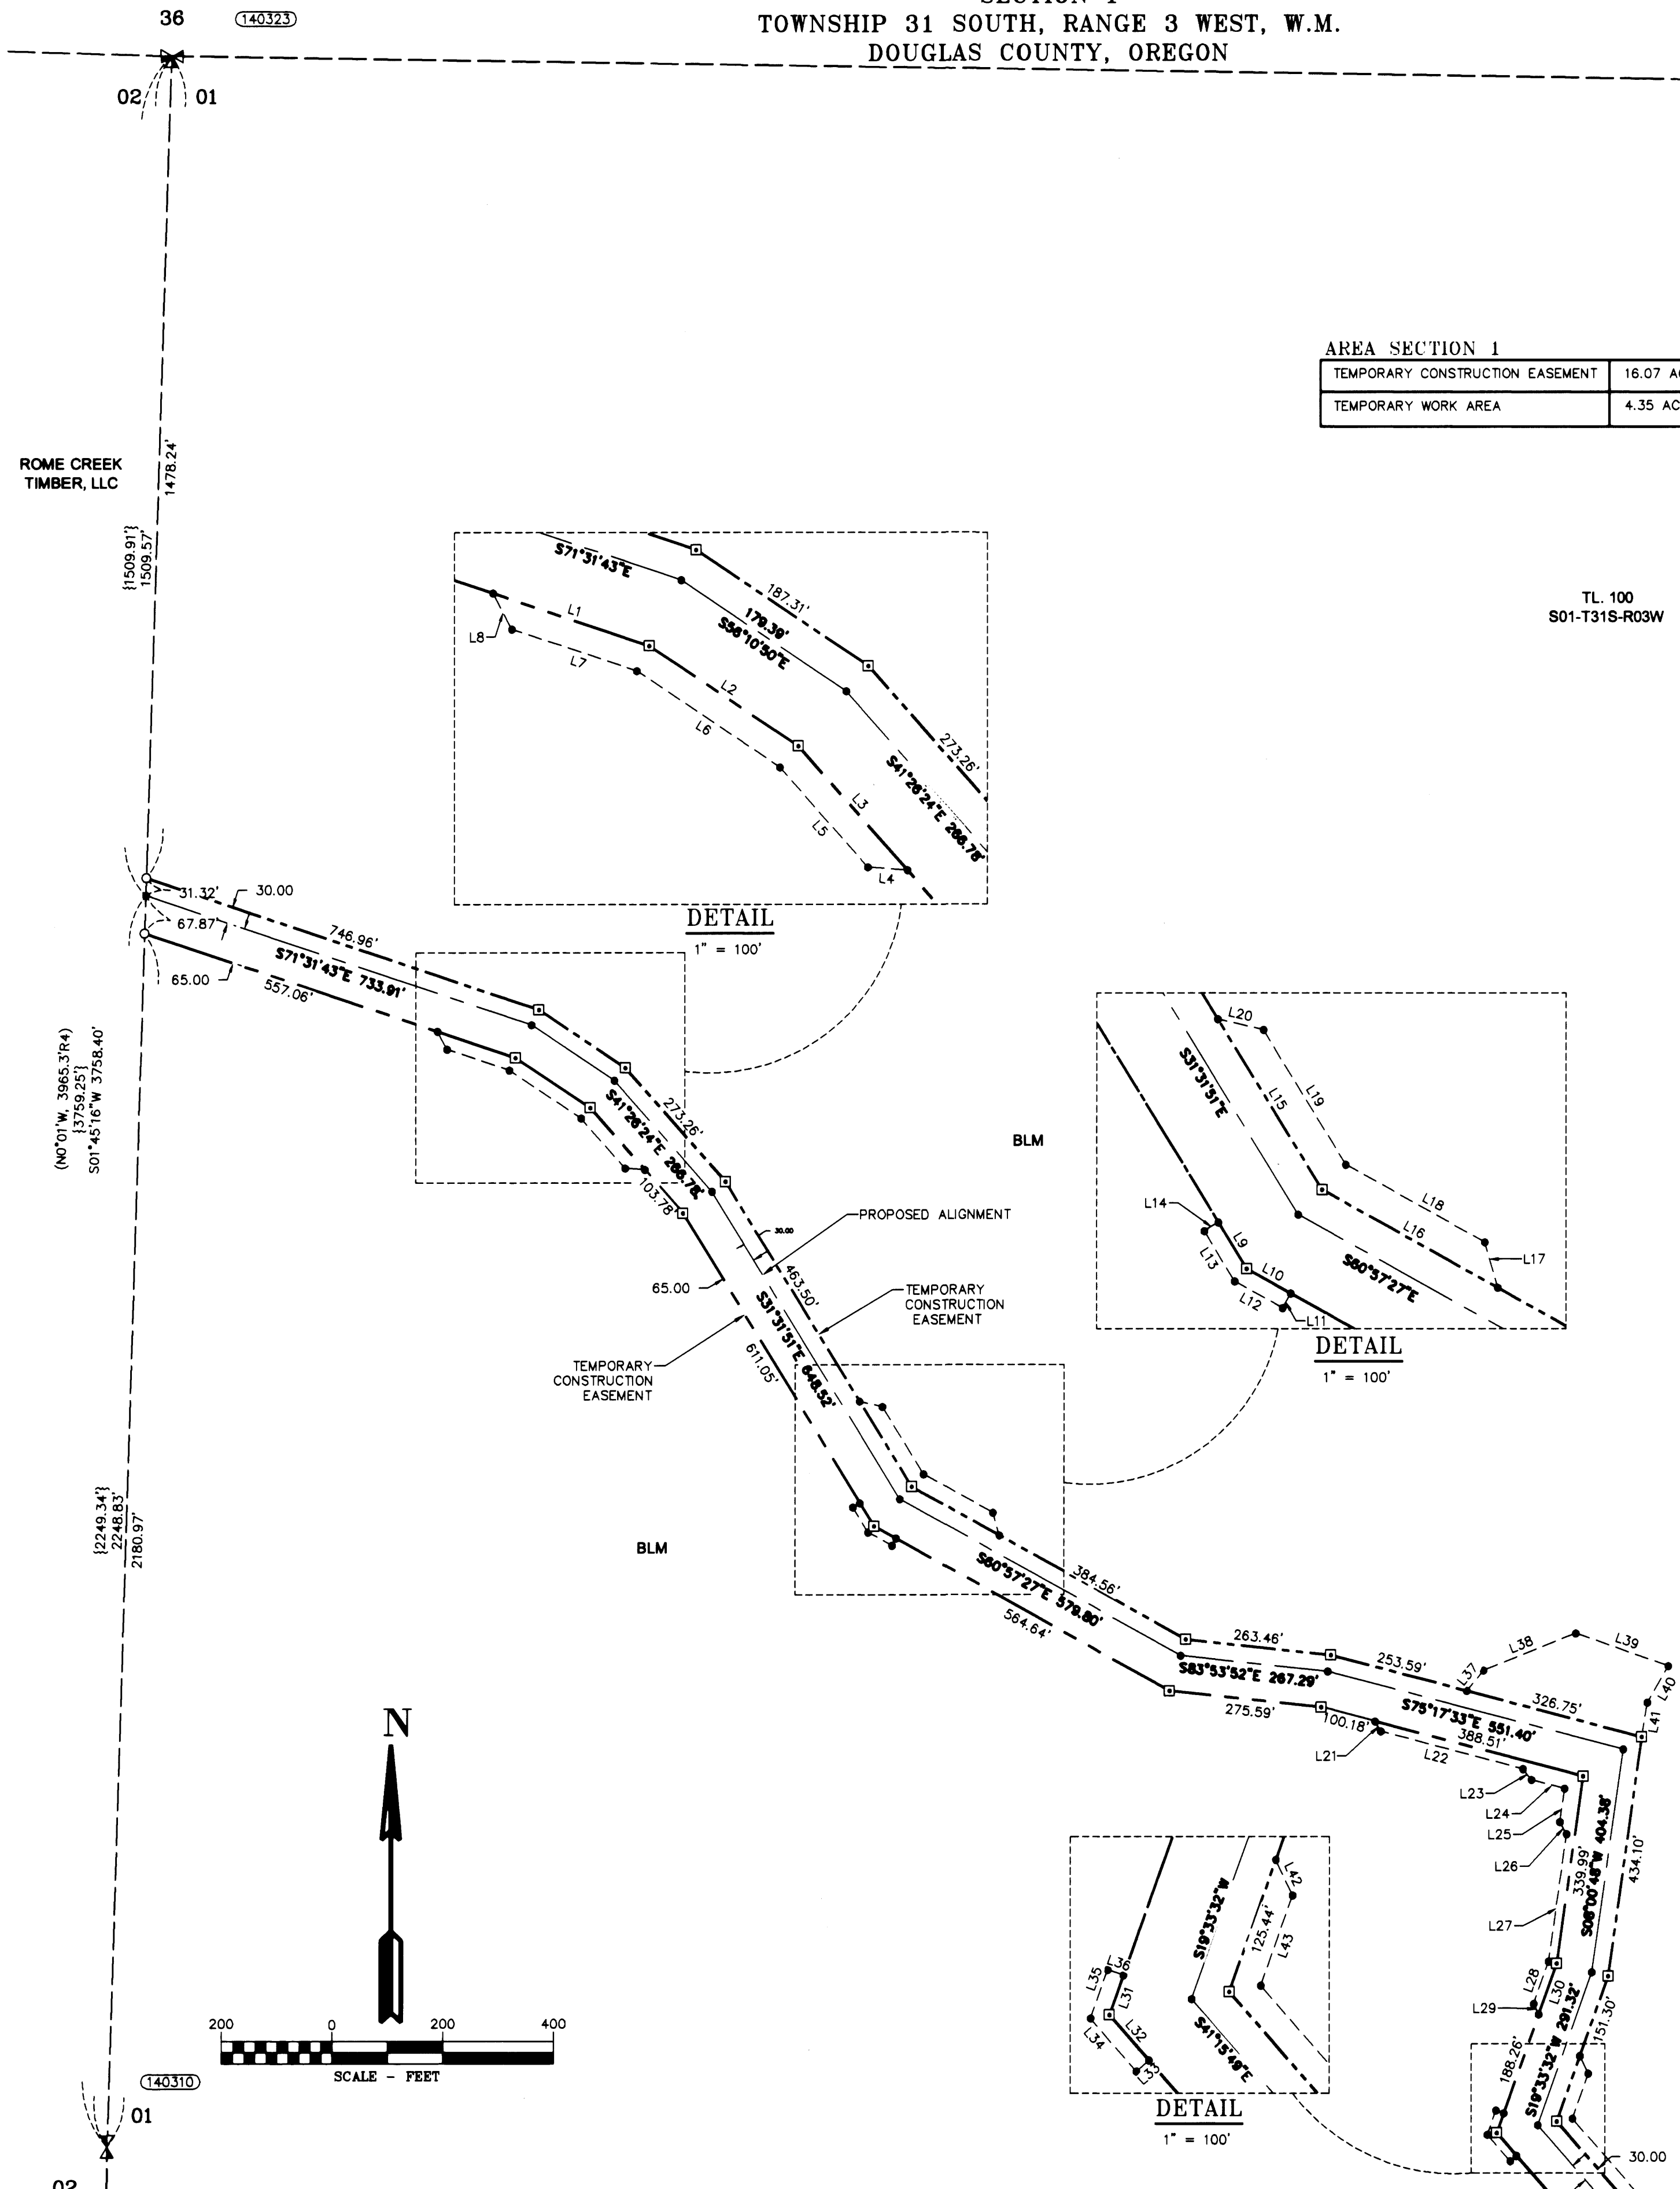 SECTION 1
TOWNSHIP 31 SOUTH, RANGE 3 WEST, W.M.
DOUGLAS COUNTY, OREGON
36
140323
02
01
AREA SECTION 1
TEMPORARY CONSTRUCTION EASEMENT
16.07
TEMPORARY WORK AREA
4.35 AC
ROME CREEK
TIMBER, LLC
1478.24'
{1509.91'}
1509.57'
TL. 100
S01-T31S-R03W
S71°31'43"E
187.31'
179.39'
S56°10'50"E
273.26'
S41°26'24"E 266.78'
L1
L2
L3
L4
L5
L6
L7
L8
DETAIL
1" = 100'
31.32'
67.87'
30.00
65.00
746.96'
S71°31'43"E 733.91'
557.06'
(N0°01'W, 3965.3'R4)
{3759.25'}
S01°45'16"W 3758.40'
273.26'
S41°26'24"E 266.78'
103.78'
BLM
L20
L19
L15
S31°31'51"E
L18
L17
L16
L14
L9
L13
L10
L12
L11
S60°57'27"E
DETAIL
1" = 100'
PROPOSED ALIGNMENT
30.00
65.00
463.50'
TEMPORARY
CONSTRUCTION
EASEMENT
S31°31'51"E 648.52'
611.05'
TEMPORARY
CONSTRUCTION
EASEMENT
{2249.34'}
2248.83'
2180.97'
BLM
S60°57'27"E 579.80'
384.56'
564.64'
263.46'
S83°53'52"E 267.29'
275.59'
253.59'
326.75'
S75°17'33"E 551.40'
100.18'
388.51'
L37
L38
L39
L40
L41
L21
L22
L23
L24
L25
L26
L27
L28
L29
L30
339.99'
S08°00'48"W 404.38'
434.10'
151.30'
S19°33'32"W 291.32'
188.26'
30.00
N
200
0
200
400
SCALE - FEET
140310
01
02
L42
S19°33'32"W
125.44'
L43
L36
L35
L31
L34
L32
L33
S41°15'49"E
DETAIL
1" = 100'